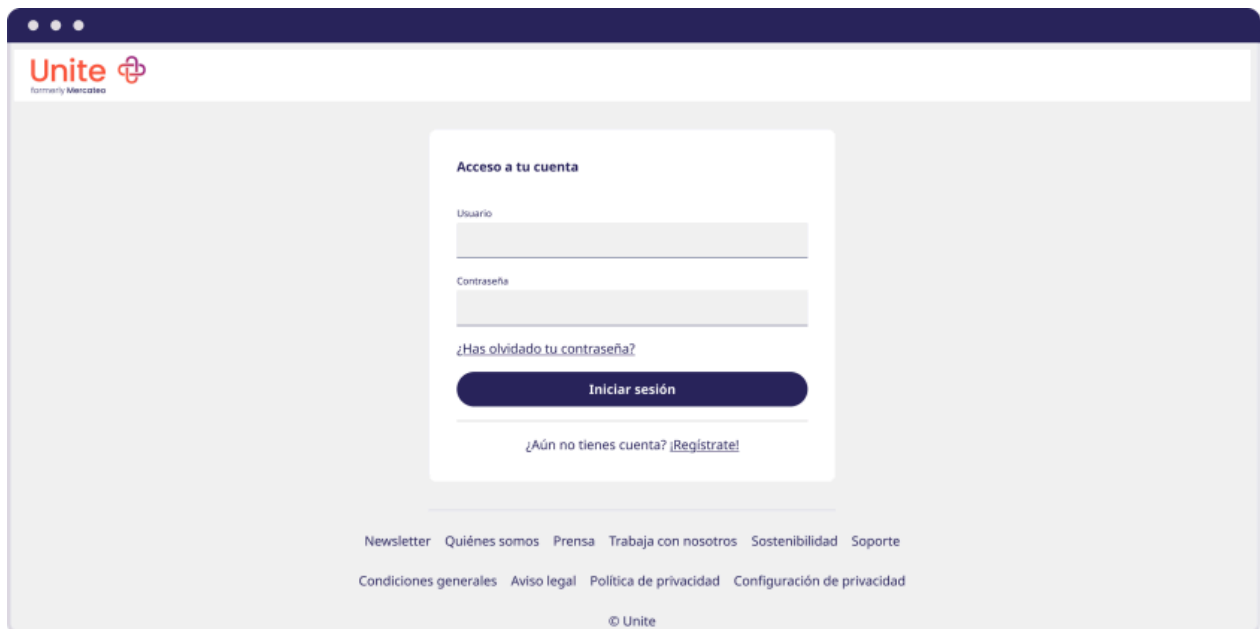 Unite
formerly Mercateo
Acceso a tu cuenta
Usuario
Contraseña
¿Has olvidado tu contraseña?
Iniciar sesión
¿Aún no tienes cuenta? ¡Regístrate!
Newsletter Quiénes somos Prensa Trabaja con nosotros Sostenibilidad Soporte
Condiciones generales Aviso legal Política de privacidad Configuración de privacidad
© Unite